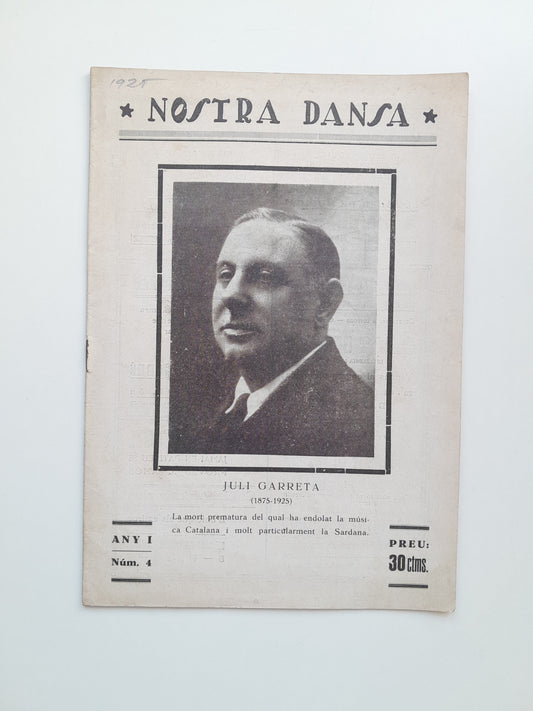 1925
★ NOSTRA DANSA ★
JULI GARRETA
(1875-1925)
La mort prematura del qual ha endolat la músi-
ca Catalana i molt particularment la Sardana.
ANY I
Núm. 4
PREU:
30 ctms.